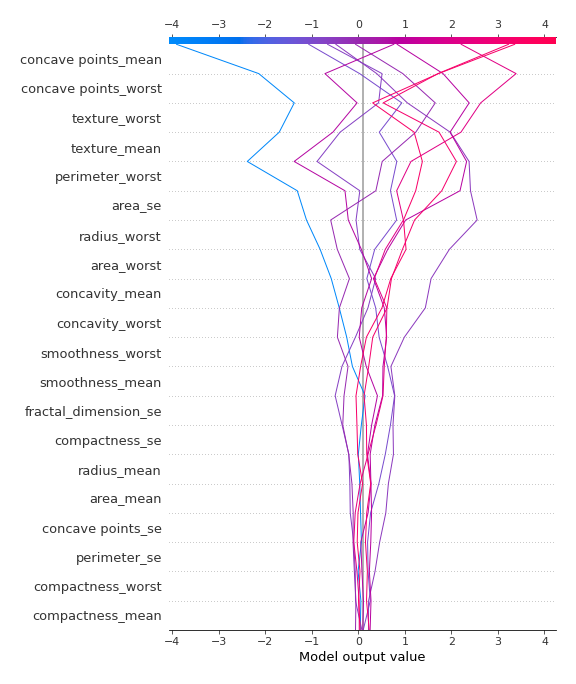 −4 −3 −2 −1 0 1 2 3 4
concave points_mean
concave points_worst
texture_worst
texture_mean
perimeter_worst
area_se
radius_worst
area_worst
concavity_mean
concavity_worst
smoothness_worst
smoothness_mean
fractal_dimension_se
compactness_se
radius_mean
area_mean
concave points_se
perimeter_se
compactness_worst
compactness_mean
−4 −3 −2 −1 0 1 2 3 4
Model output value